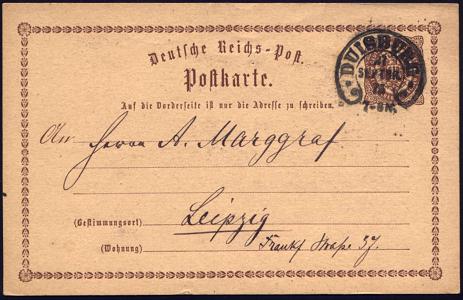 Deutsche Reichs-Post.
Postkarte.
DUISBURG
SEPTBR
Auf die Vorderseite ist nur die Adresse zu schreiben.
An Herrn A. Marggraf
(Bestimmungsort) Leipzig
(Wohnung) Frankf Straße 37.